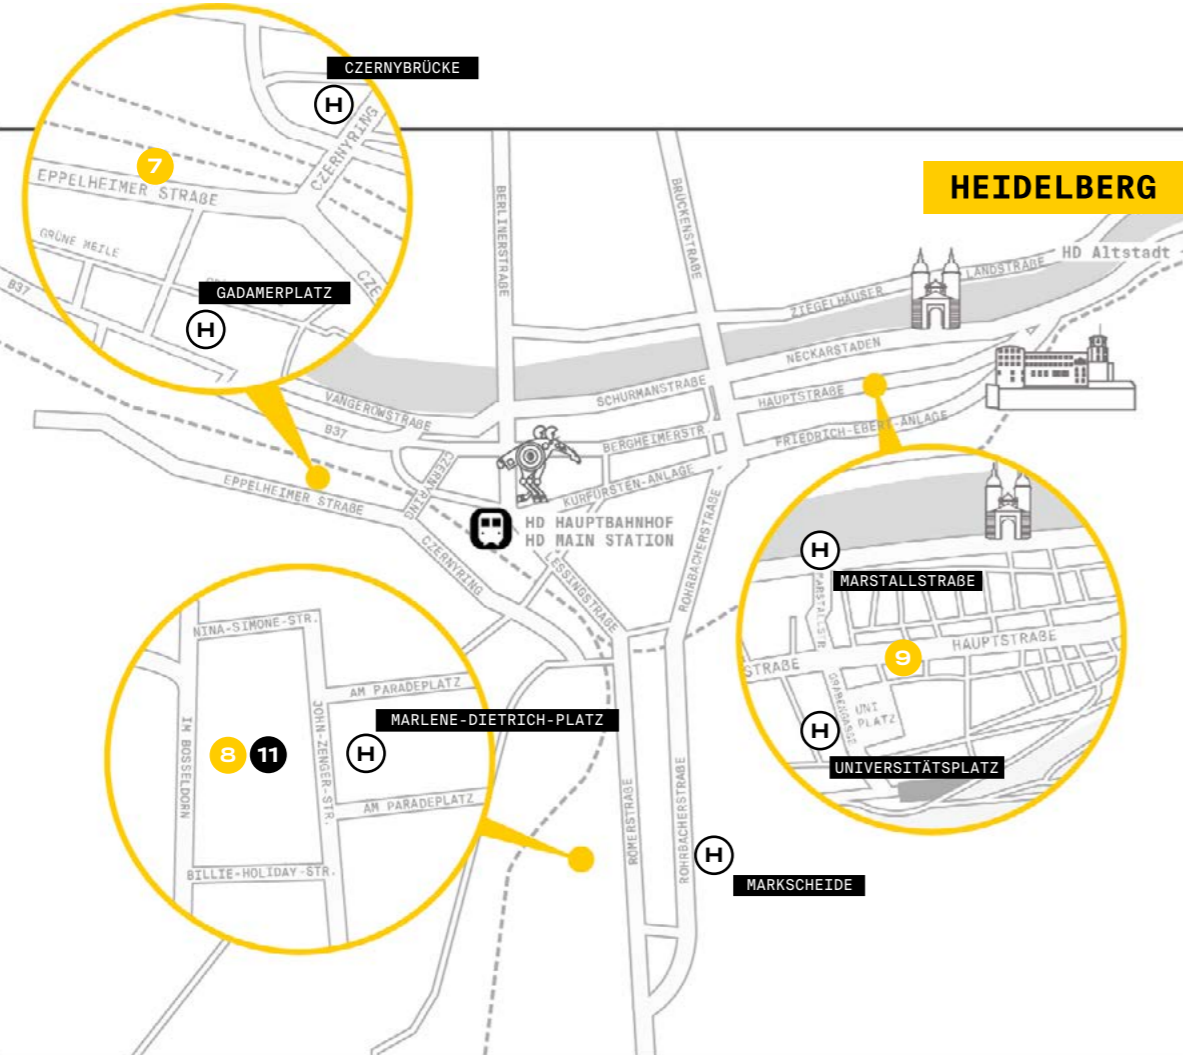 CZERNYBRÜCKE
H
CZERNYRING
7
EPPELHEIMER STRAßE
GRÜNE MEILE
GADAMERPLATZ
H
CZE
B37
HEIDELBERG
BERLINERSTRAßE
BRÜCKENSTRAßE
HD Altstadt
ZIEGELHÄUSER
LANDSTRAßE
NECKARSTADEN
SCHURMANSTRAßE
HAUPTSTRAßE
VANGEROWSTRAßE
B37
BERGHEIMERSTR
FRIEDRICH-EBERT-ANLAGE
CZERNYRING
KURFÜRSTEN-ANLAGE
EPPELHEIMER STRAßE
HD HAUPTBAHNHOF
HD MAIN STATION
CZERNYRING
LESSINGSTRAßE
ROHRBACHERSTRAßE
H
MARSTALLSTRAßE
MARSTALLSTR
HAUPTSTRAßE
STRAßE
9
GRABENGASSE
UNI
PLATZ
H
UNIVERSITÄTSPLATZ
NINA-SIMONE-STR.
AM PARADEPLATZ
MARLENE-DIETRICH-PLATZ
IM BOSSELDORN
JOHN-ZENGER-STR.
8
11
H
AM PARADEPLATZ
BILLIE-HOLIDAY-STR.
RÖMERSTRAßE
ROHRBACHERSTRAßE
H
MARKSCHEIDE